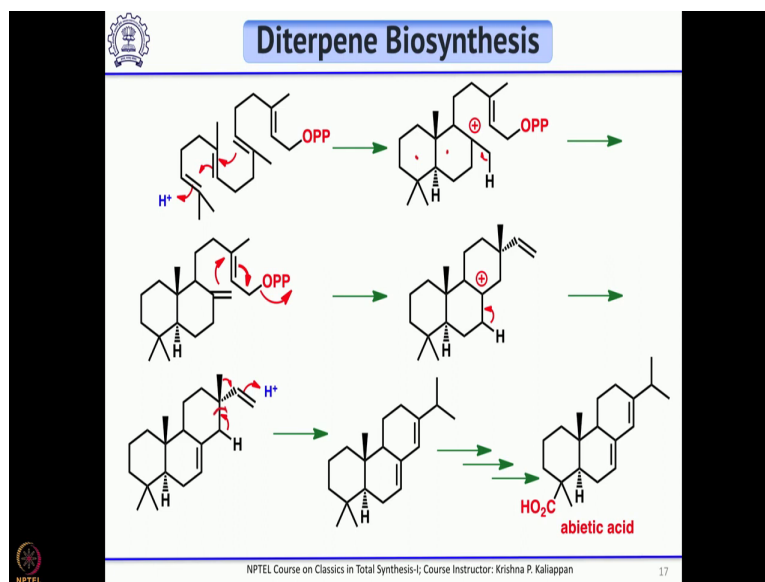 Diterpene Biosynthesis
OPP
H⁺
⊕
OPP
H
H
OPP
H
⊕
H
H
H⁺
H
H
H
HO₂C
H
abietic acid
NPTEL Course on Classics in Total Synthesis-I; Course Instructor: Krishna P. Kaliappan
17
NPTEL